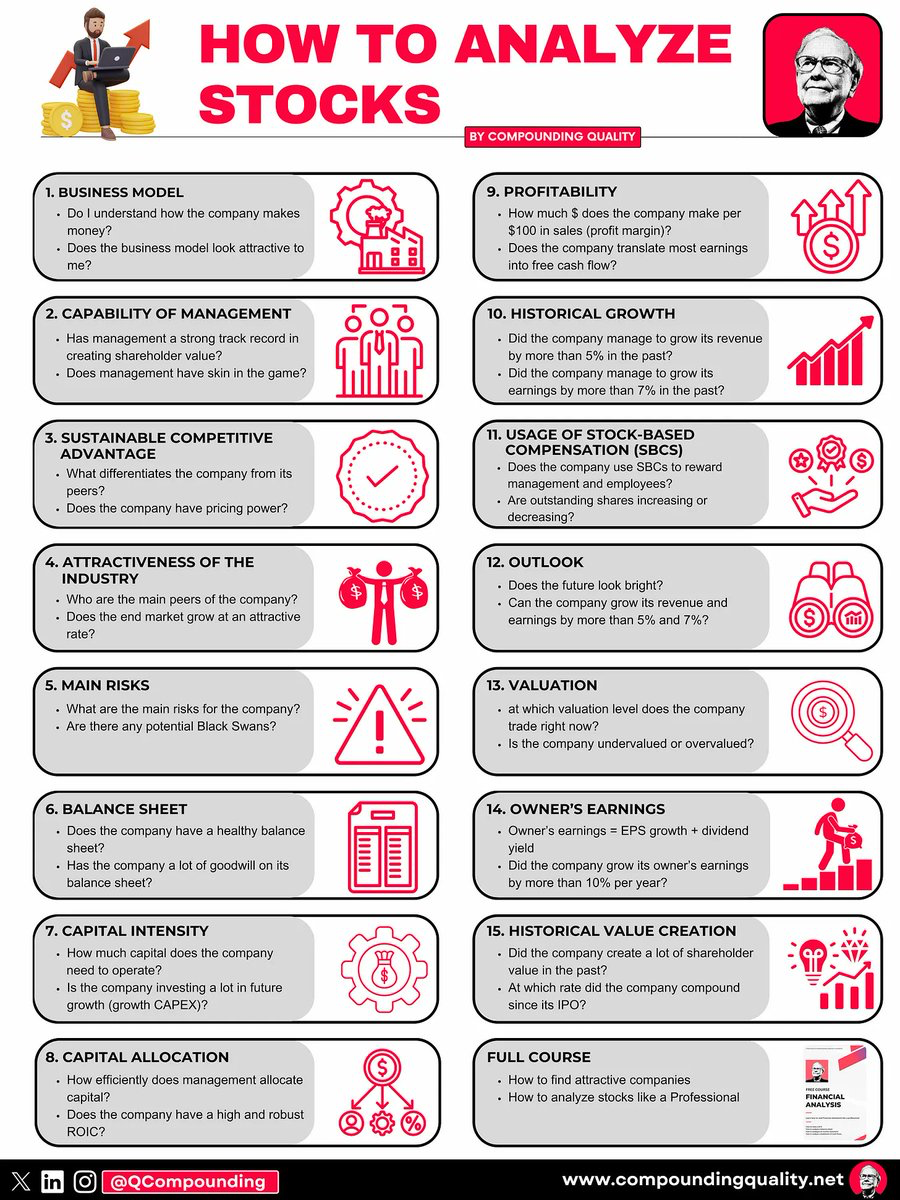 HOW TO ANALYZE
STOCKS
BY COMPOUNDING QUALITY
1. BUSINESS MODEL
• Do I understand how the company makes
money?
• Does the business model look attractive to
me?
2. CAPABILITY OF MANAGEMENT
• Has management a strong track record in
creating shareholder value?
• Does management have skin in the game?
3. SUSTAINABLE COMPETITIVE
ADVANTAGE
• What differentiates the company from its
peers?
• Does the company have pricing power?
4. ATTRACTIVENESS OF THE
INDUSTRY
• Who are the main peers of the company?
• Does the end market grow at an attractive
rate?
5. MAIN RISKS
• What are the main risks for the company?
• Are there any potential Black Swans?
6. BALANCE SHEET
• Does the company have a healthy balance
sheet?
• Has the company a lot of goodwill on its
balance sheet?
7. CAPITAL INTENSITY
• How much capital does the company
need to operate?
• Is the company investing a lot in future
growth (growth CAPEX)?
8. CAPITAL ALLOCATION
• How efficiently does management allocate
capital?
• Does the company have a high and robust
ROIC?
9. PROFITABILITY
• How much $ does the company make per
$100 in sales (profit margin)?
• Does the company translate most earnings
into free cash flow?
10. HISTORICAL GROWTH
• Did the company manage to grow its revenue
by more than 5% in the past?
• Did the company manage to grow its
earnings by more than 7% in the past?
11. USAGE OF STOCK-BASED
COMPENSATION (SBCS)
• Does the company use SBCs to reward
management and employees?
• Are outstanding shares increasing or
decreasing?
12. OUTLOOK
• Does the future look bright?
• Can the company grow its revenue and
earnings by more than 5% and 7%?
13. VALUATION
• at which valuation level does the company
trade right now?
• Is the company undervalued or overvalued?
14. OWNER'S EARNINGS
• Owner's earnings = EPS growth + dividend
yield
• Did the company grow its owner's earnings
by more than 10% per year?
15. HISTORICAL VALUE CREATION
• Did the company create a lot of shareholder
value in the past?
• At which rate did the company compound
since its IPO?
FULL COURSE
• How to find attractive companies
• How to analyze stocks like a Professional
FREE COURSE
FINANCIAL
ANALYSIS
@QCompounding
www.compoundingquality.net